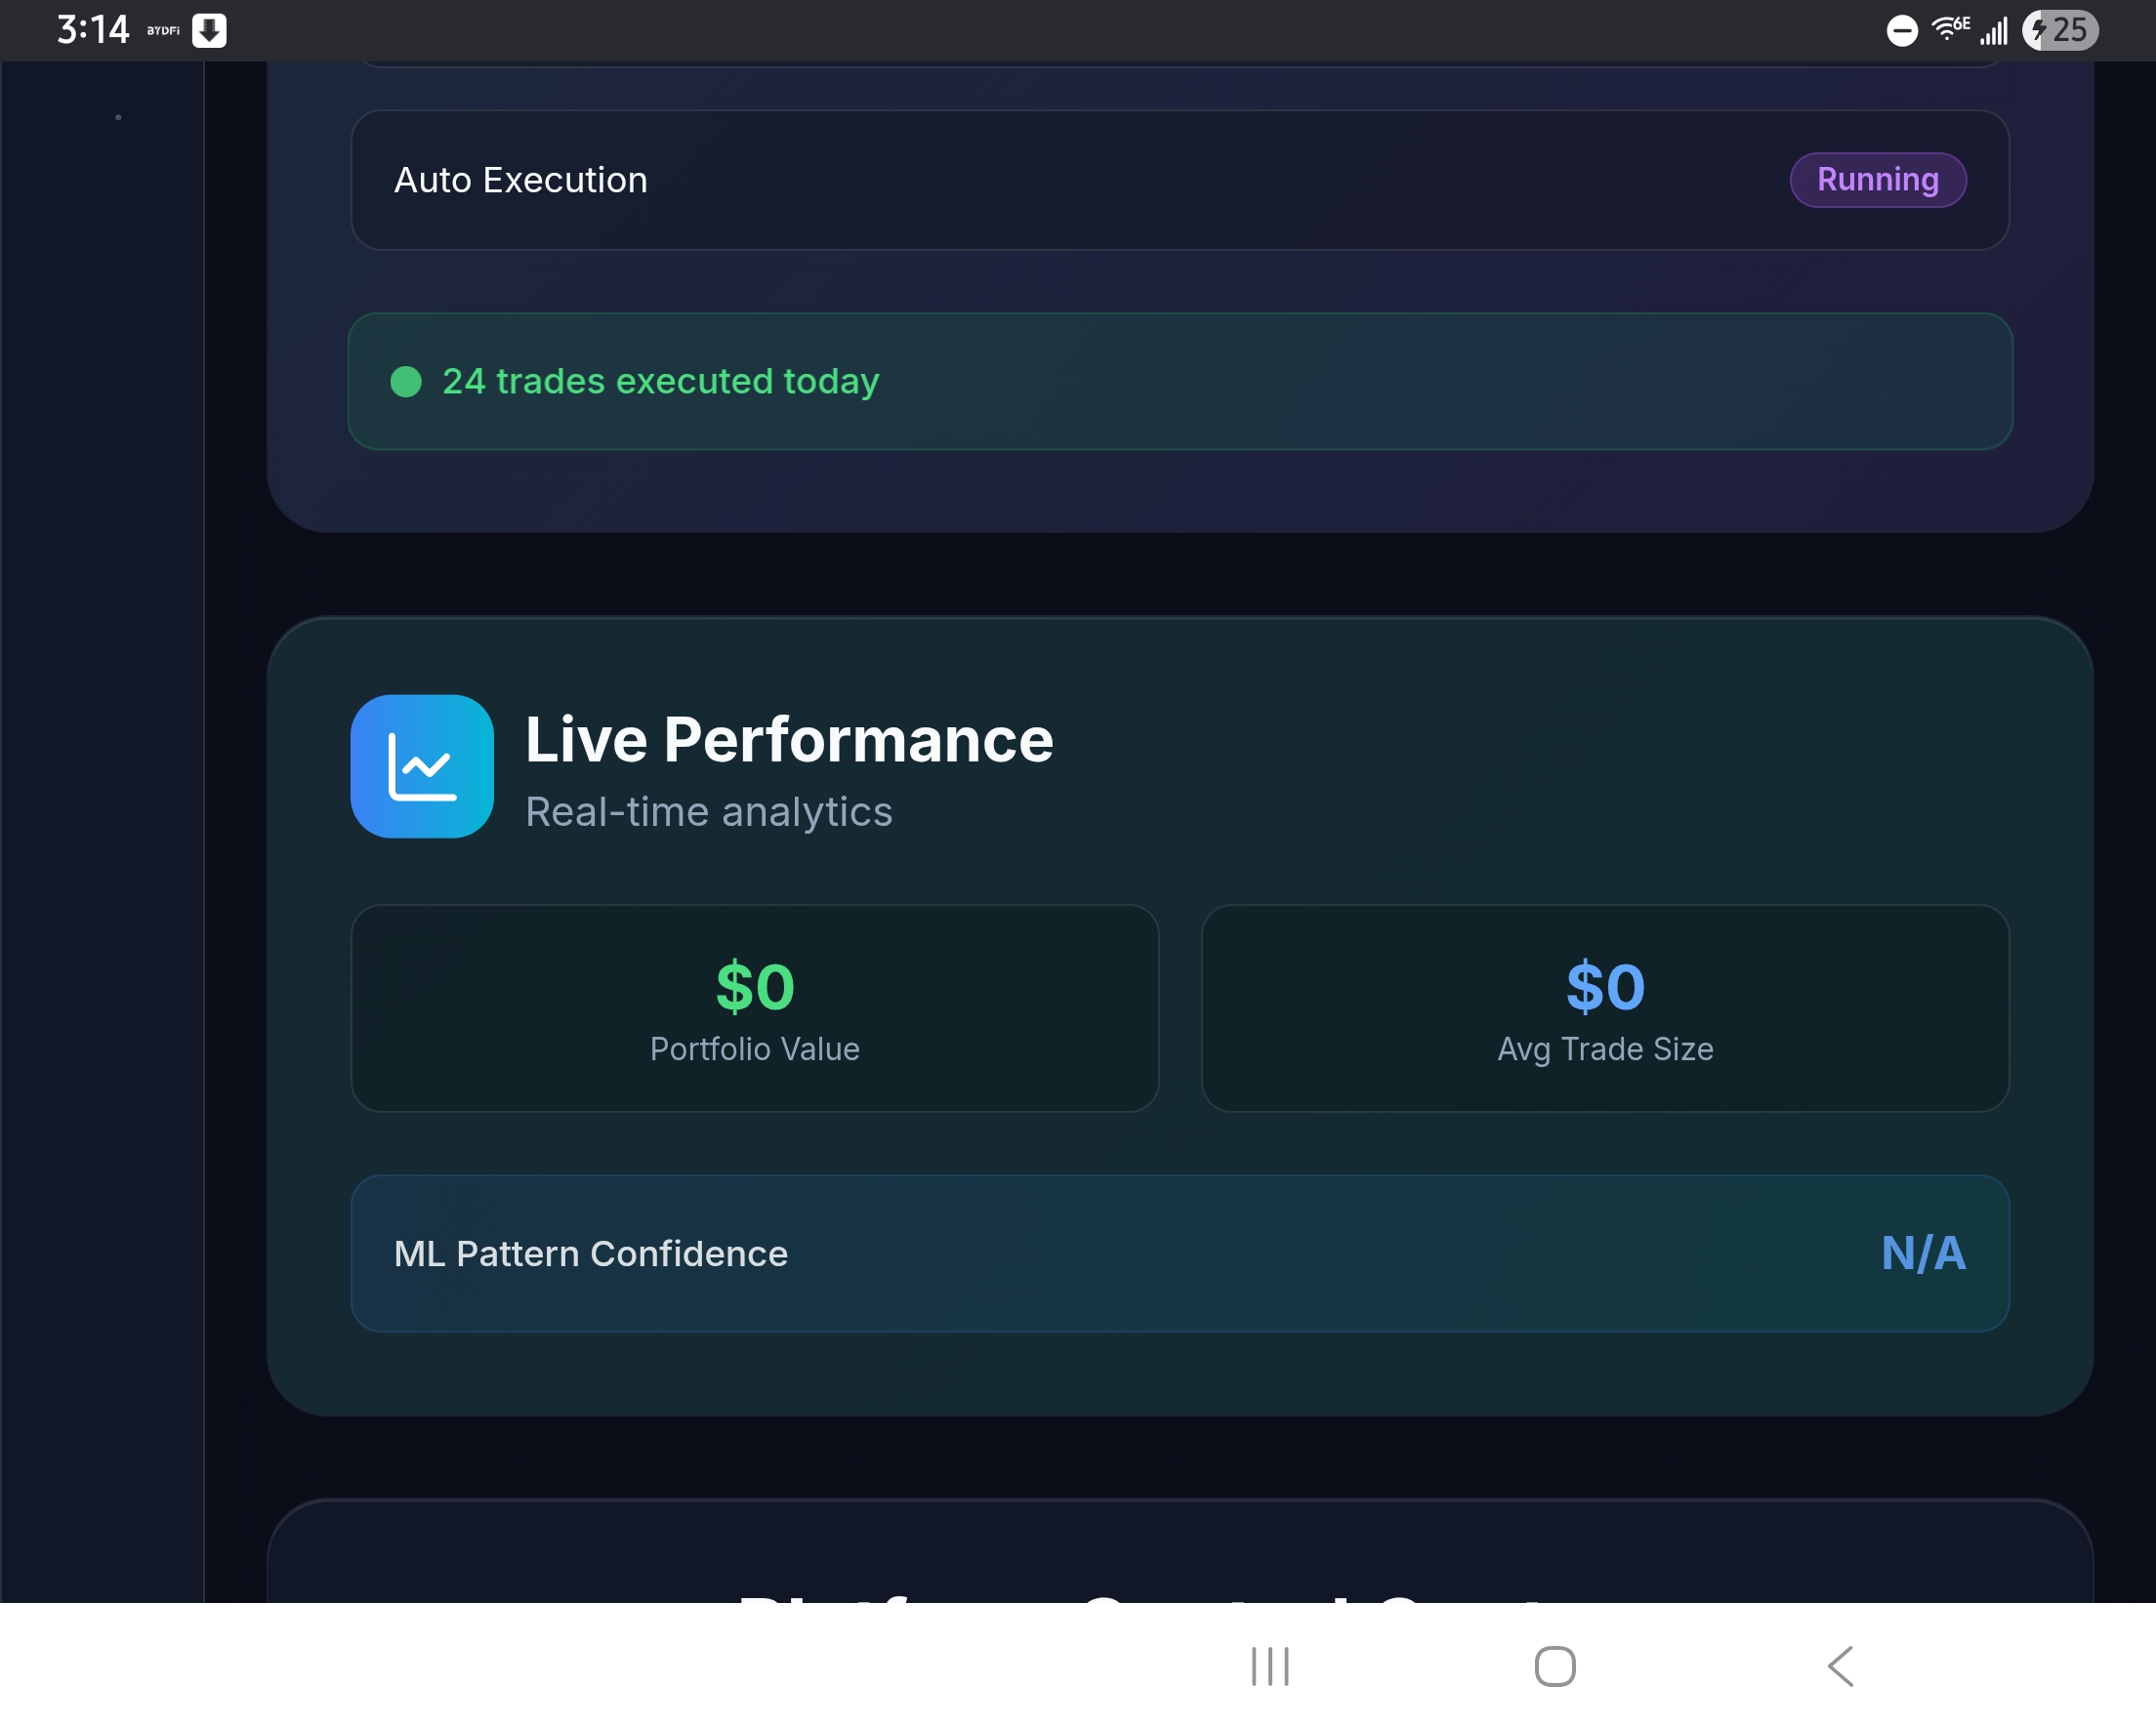 3:14 BYDFi 6E 25
Auto Execution Running
24 trades executed today
Live Performance
Real-time analytics
$0 $0
Portfolio Value Avg Trade Size
ML Pattern Confidence N/A